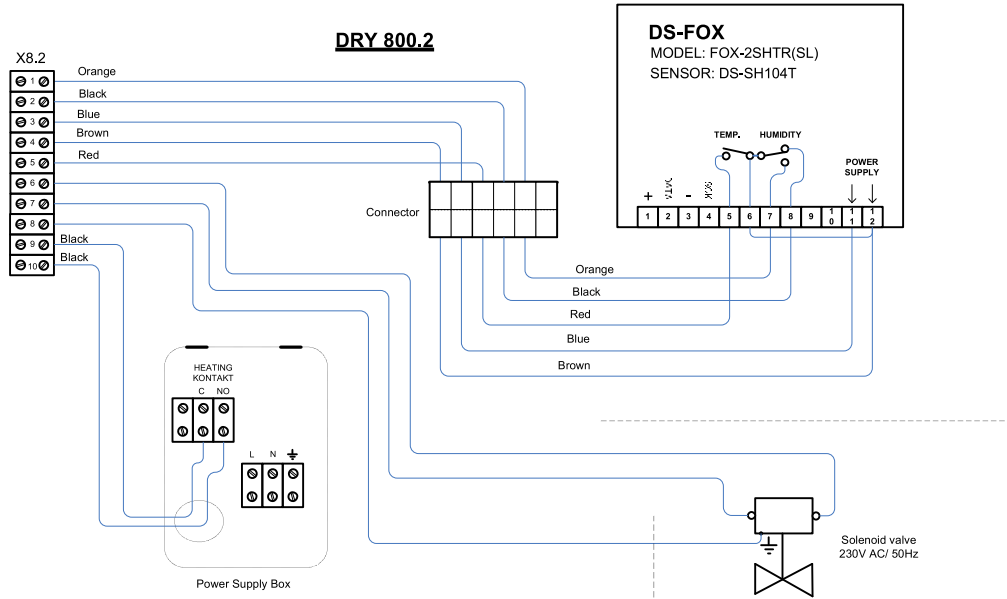 DRY 800.2
DS-FOX
MODEL: FOX-2SHTR(SL)
SENSOR: DS-SH104T
X8.2
1
2
3
4
5
6
7
8
9
10
Orange
Black
Blue
Brown
Red
Black
Black
Connector
TEMP.
HUMIDITY
POWER
SUPPLY
+
DATA
-
SCK
1 2 3 4 5 6 7 8 9 10 11 12
Orange
Black
Red
Blue
Brown
HEATING
KONTAKT
C NO
L N
Power Supply Box
Solenoid valve
230V AC/ 50Hz